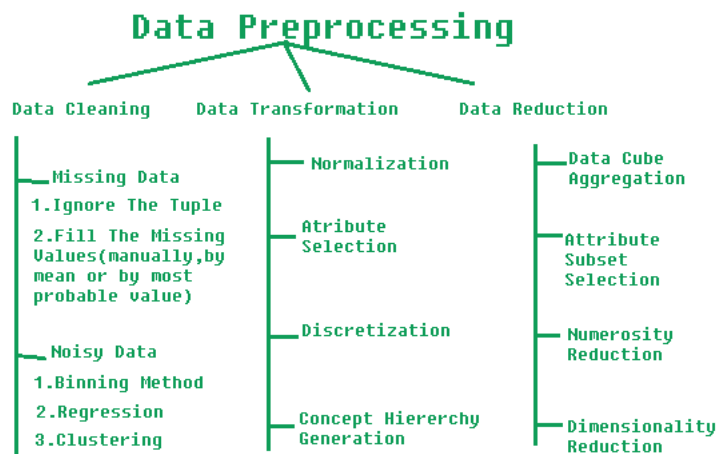 Data Preprocessing
Data Cleaning
Missing Data
1.Ignore The Tuple
2.Fill The Missing
Values(manually,by
mean or by most
probable value)
Noisy Data
1.Binning Method
2.Regression
3.Clustering
Data Transformation
Normalization
Atribute
Selection
Discretization
Concept Hiererchy
Generation
Data Reduction
Data Cube
Aggregation
Attribute
Subset
Selection
Numerosity
Reduction
Dimensionality
Reduction